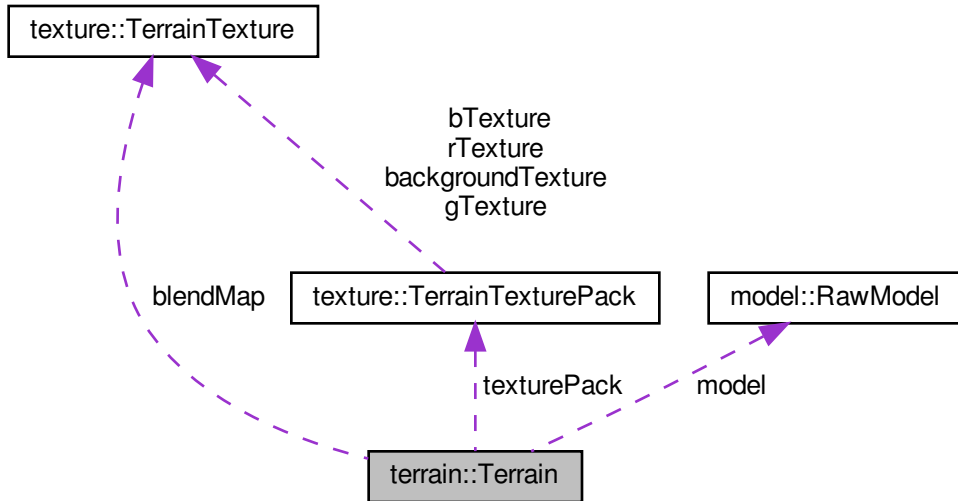 texture::TerrainTexture
bTexture
rTexture
backgroundTexture
gTexture
blendMap
texture::TerrainTexturePack
model::RawModel
texturePack
model
terrain::Terrain